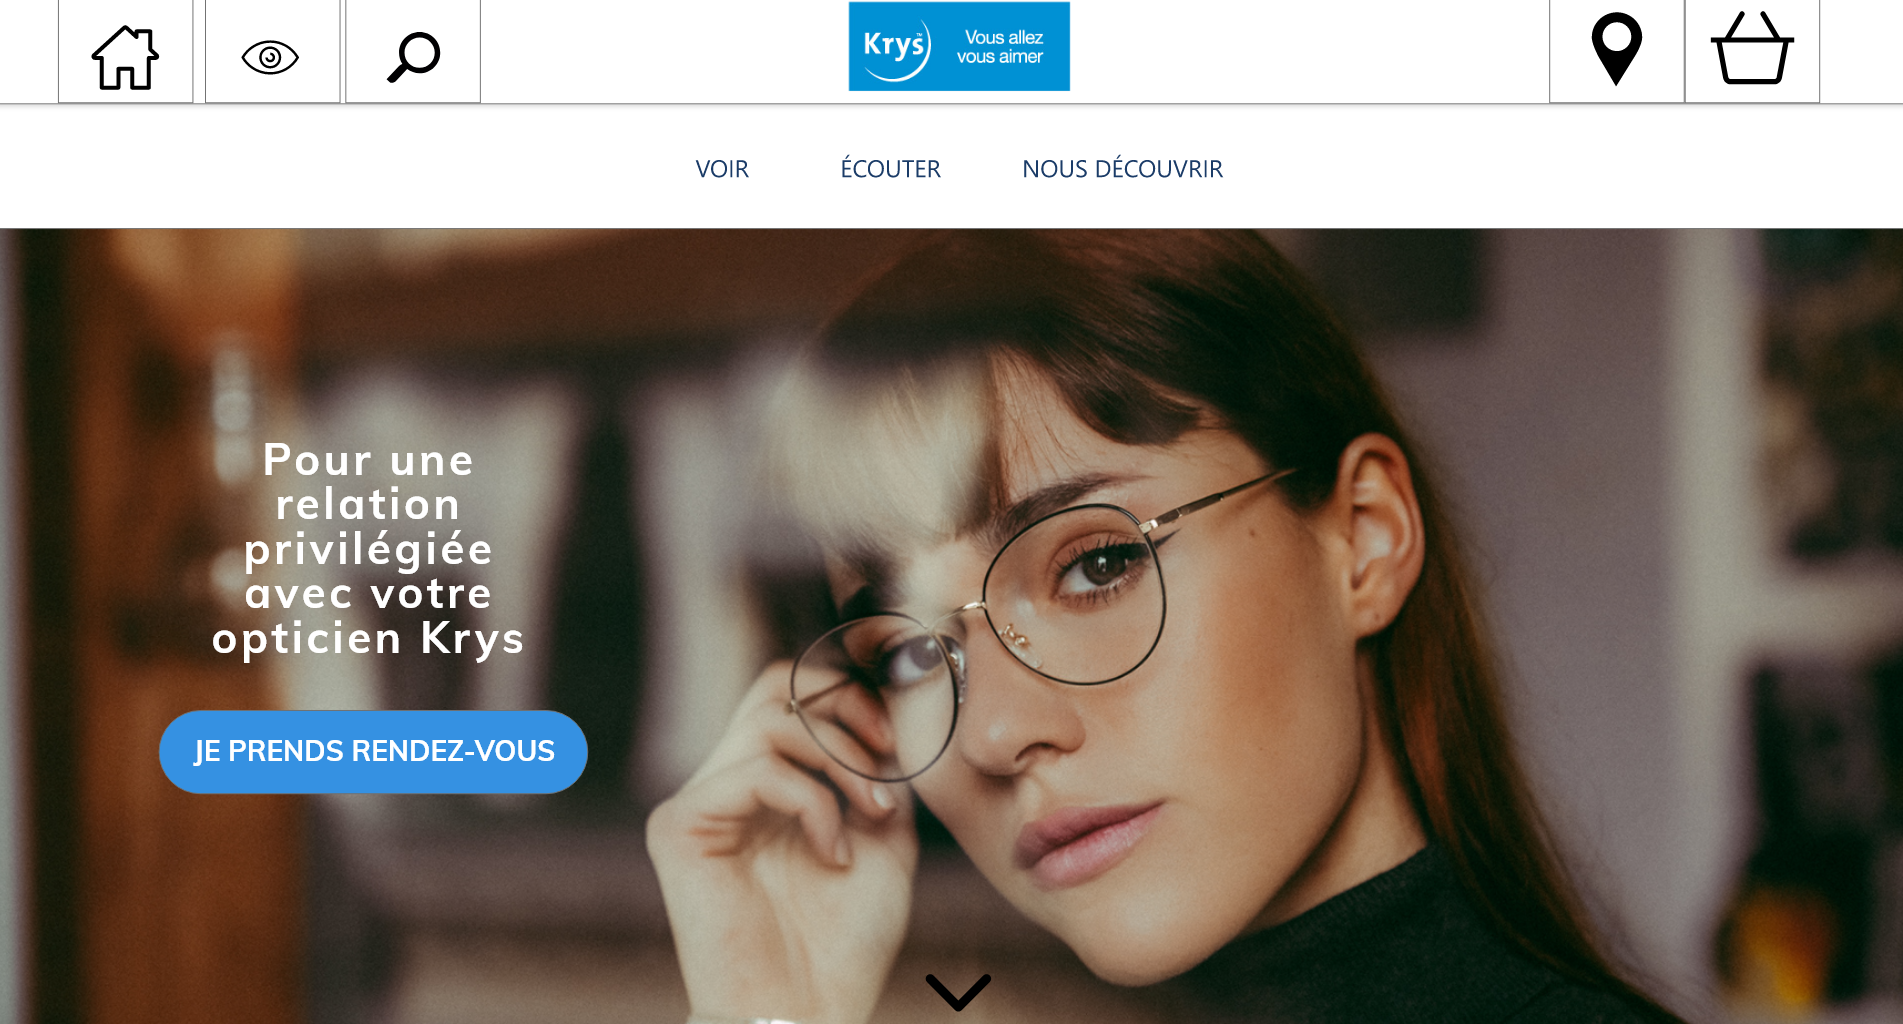 Krys™
Vous allez
vous aimer
VOIR
ÉCOUTER
NOUS DÉCOUVRIR
Pour une
relation
privilégiée
avec votre
opticien Krys
JE PRENDS RENDEZ-VOUS